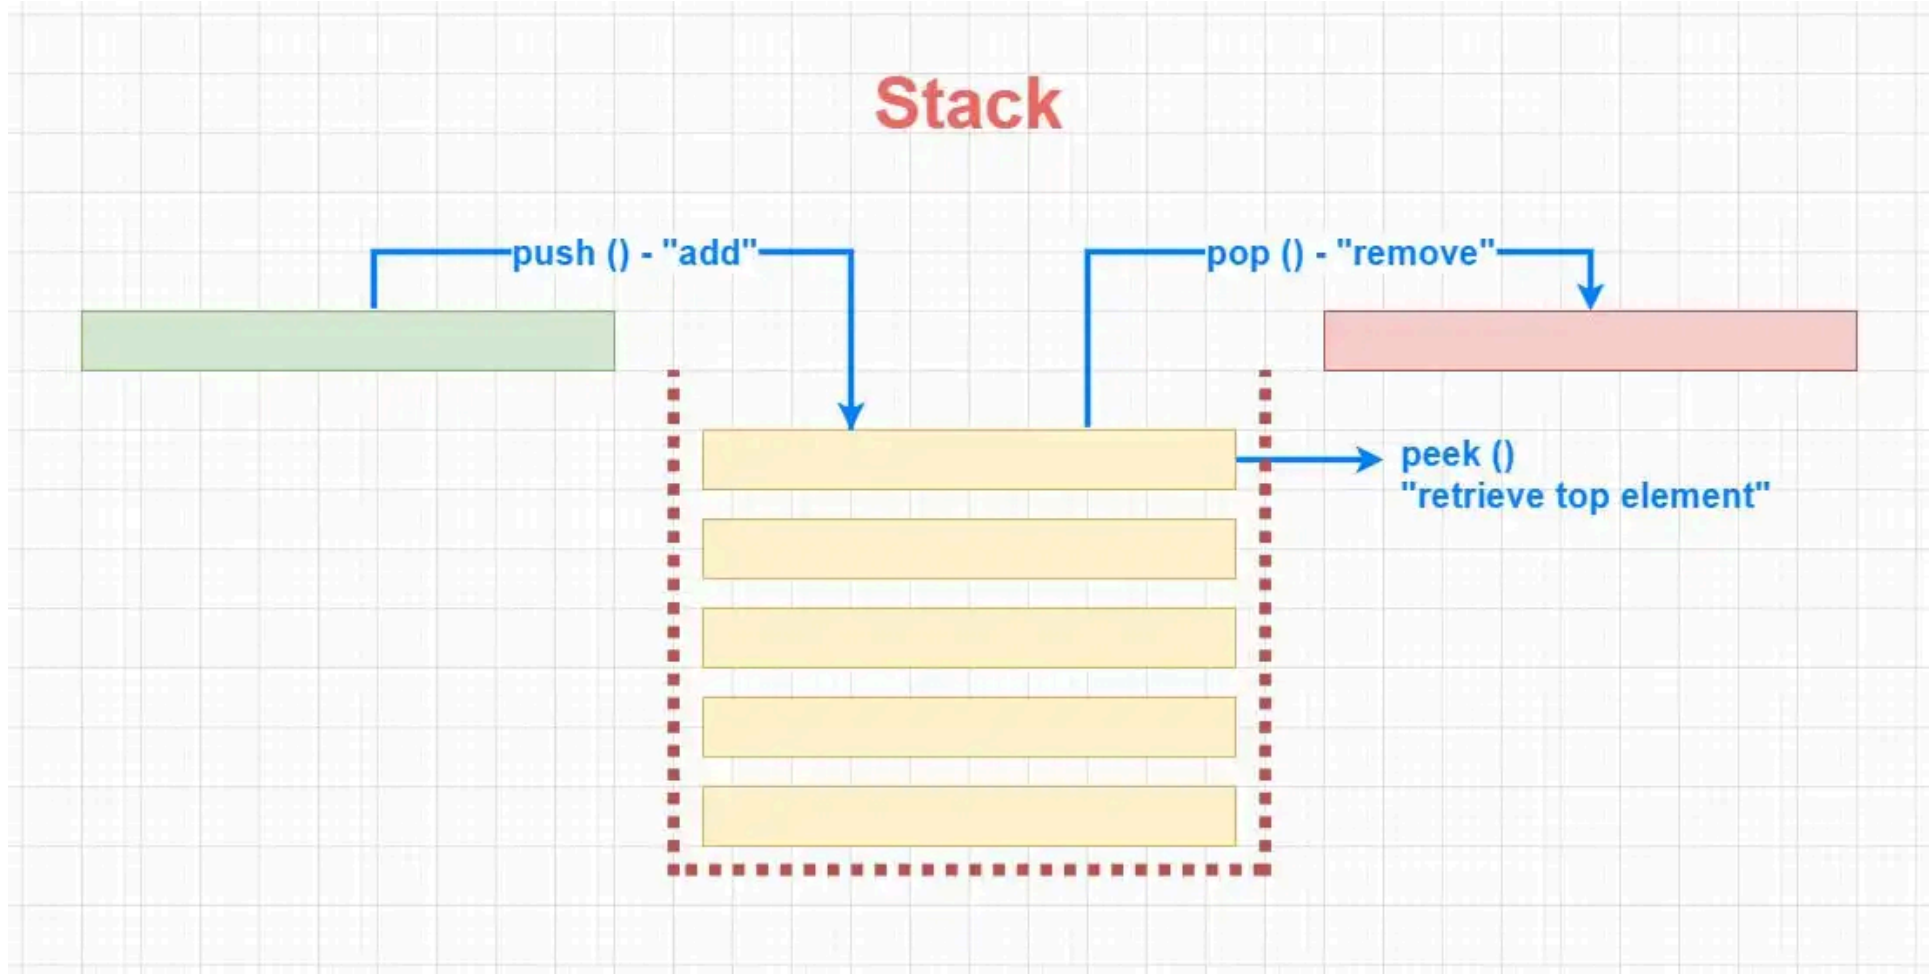 Stack
push () - "add"
pop () - "remove"
peek ()
"retrieve top element"